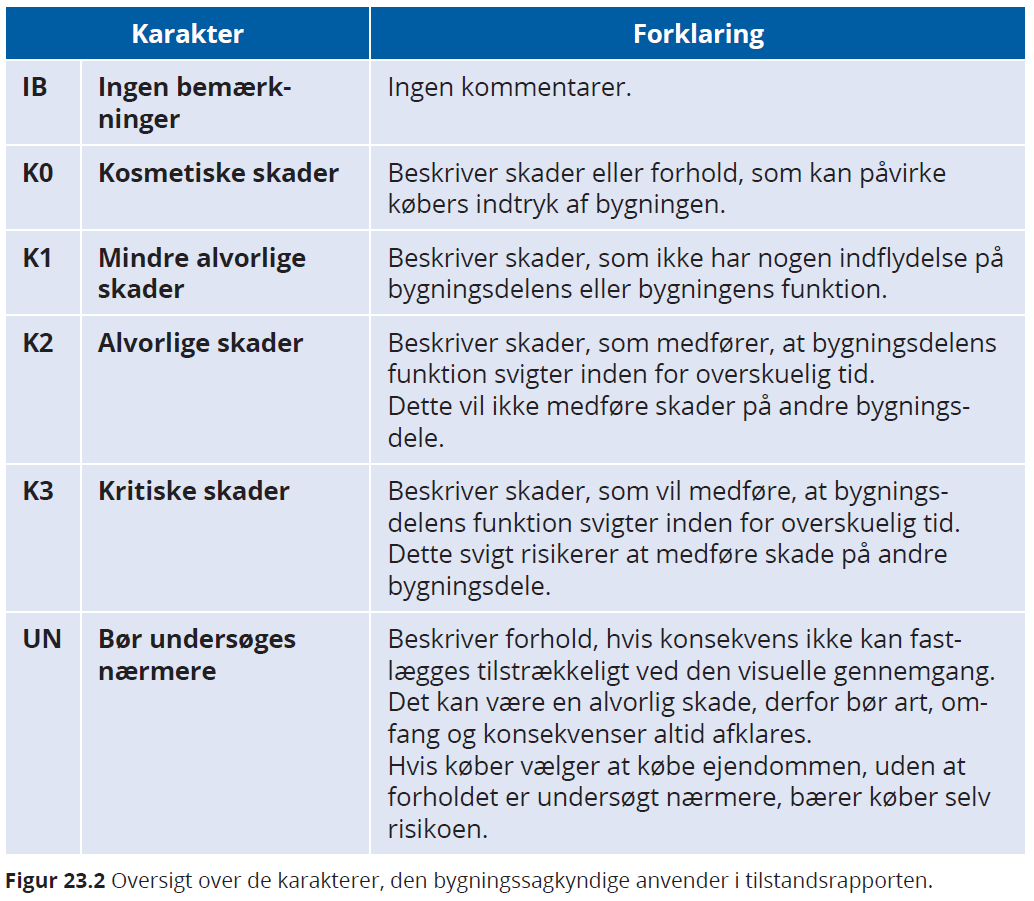 Karakter Forklaring
IB Ingen bemærk- Ingen kommentarer.
ninger
K0 Kosmetiske skader Beskriver skader eller forhold, som kan påvirke
købers indtryk af bygningen.
K1 Mindre alvorlige Beskriver skader, som ikke har nogen indflydelse på
skader bygningsdelens eller bygningens funktion.
K2 Alvorlige skader Beskriver skader, som medfører, at bygningsdelens
funktion svigter inden for overskuelig tid.
Dette vil ikke medføre skader på andre bygnings-
dele.
K3 Kritiske skader Beskriver skader, som vil medføre, at bygnings-
delens funktion svigter inden for overskuelig tid.
Dette svigt risikerer at medføre skade på andre
bygningsdele.
UN Bør undersøges Beskriver forhold, hvis konsekvens ikke kan fast-
nærmere lægges tilstrækkeligt ved den visuelle gennemgang.
Det kan være en alvorlig skade, derfor bør art, om-
fang og konsekvenser altid afklares.
Hvis køber vælger at købe ejendommen, uden at
forholdet er undersøgt nærmere, bærer køber selv
risikoen.
Figur 23.2 Oversigt over de karakterer, den bygningssagkyndige anvender i tilstandsrapporten.